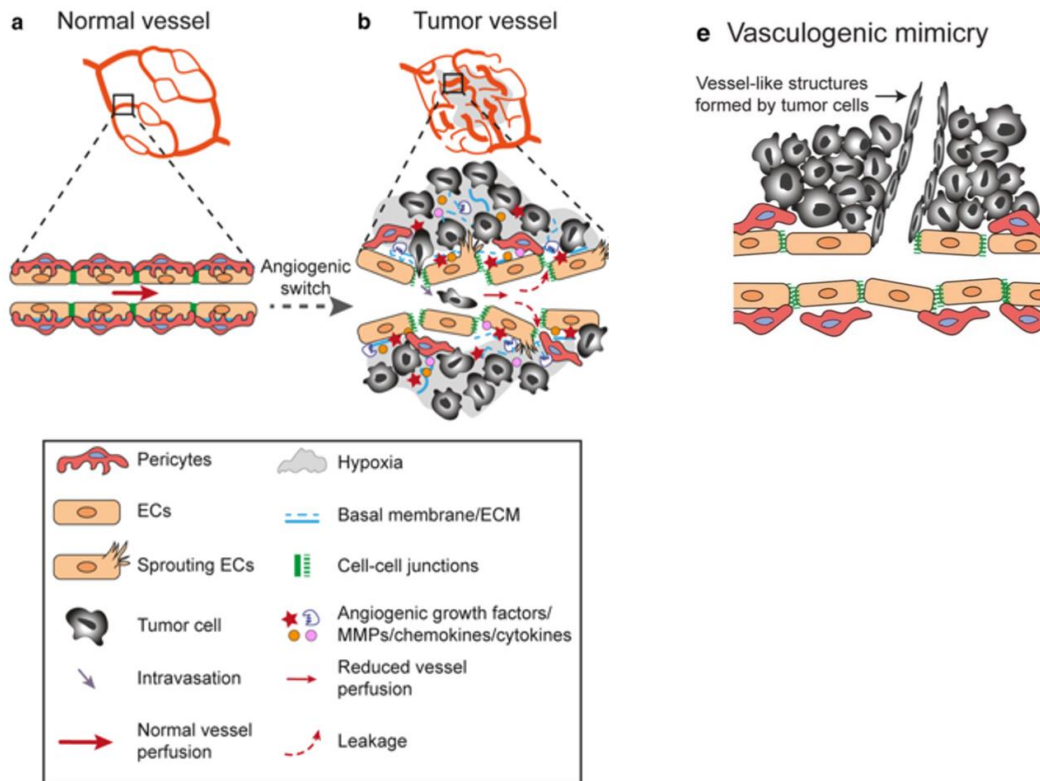 a Normal vessel
b Tumor vessel
Angiogenic
switch
e Vasculogenic mimicry
Vessel-like structures
formed by tumor cells
Pericytes
ECs
Sprouting ECs
Tumor cell
Intravasation
Normal vessel
perfusion
Hypoxia
Basal membrane/ECM
Cell-cell junctions
Angiogenic growth factors/
MMPs/chemokines/cytokines
Reduced vessel
perfusion
Leakage